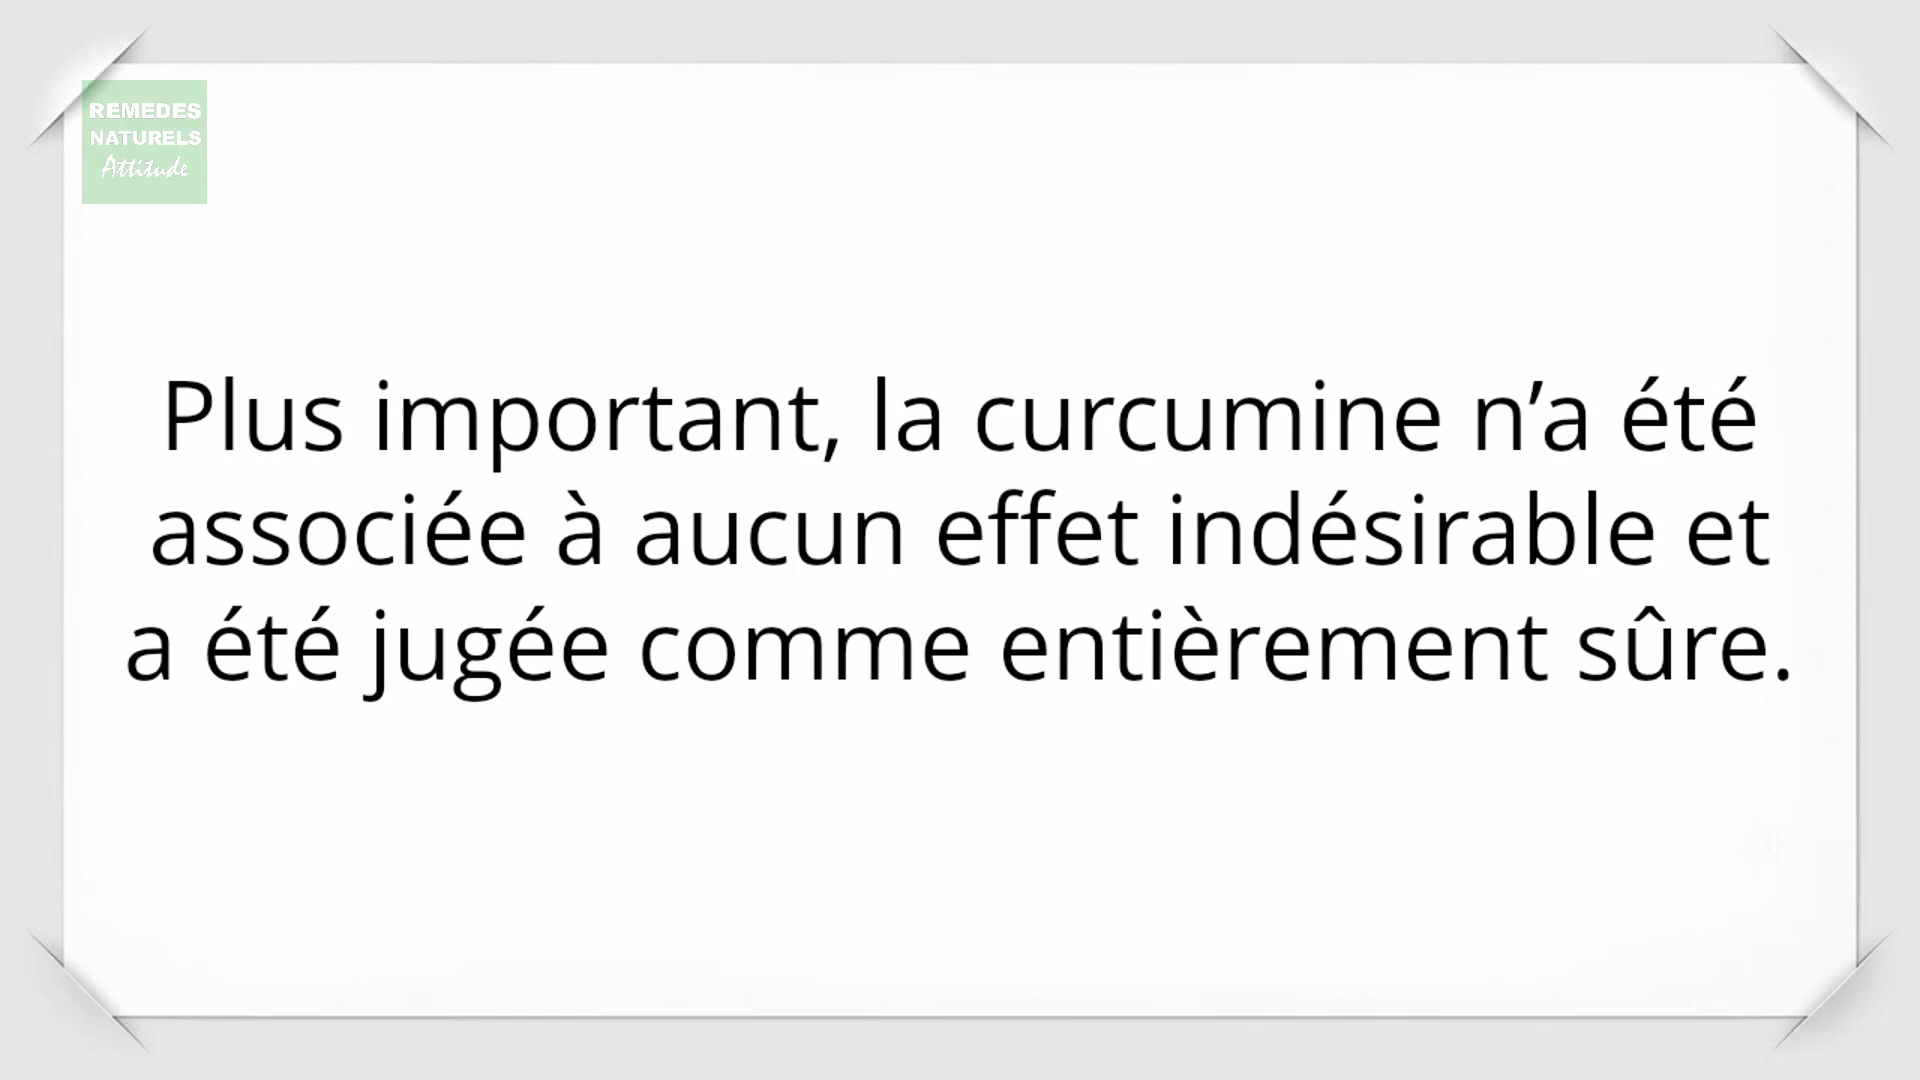 REMEDES
NATURELS
Attitude
Plus important, la curcumine n’a été
associée à aucun effet indésirable et
a été jugée comme entièrement sûre.